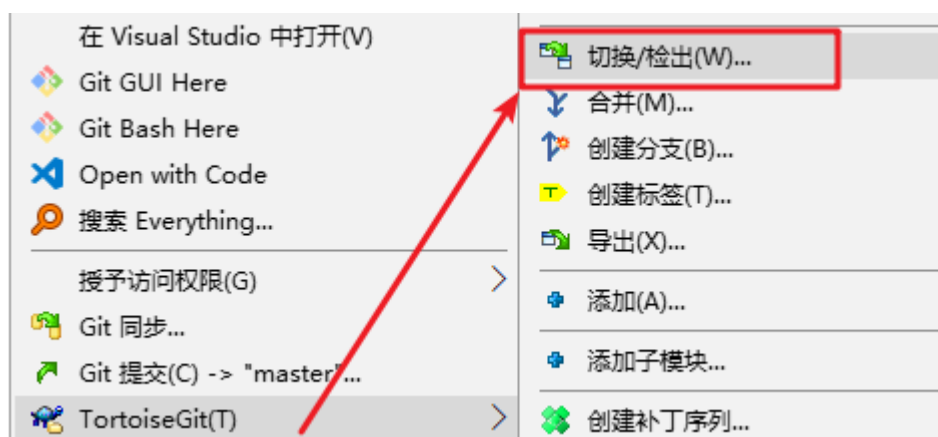 在 Visual Studio 中打开(V)
Git GUI Here
Git Bash Here
Open with Code
搜索 Everything...
授予访问权限(G)
Git 同步...
Git 提交(C) -> "master"...
TortoiseGit(T)
切换/检出(W)...
合并(M)...
创建分支(B)...
创建标签(T)...
导出(X)...
添加(A)...
添加子模块...
创建补丁序列...